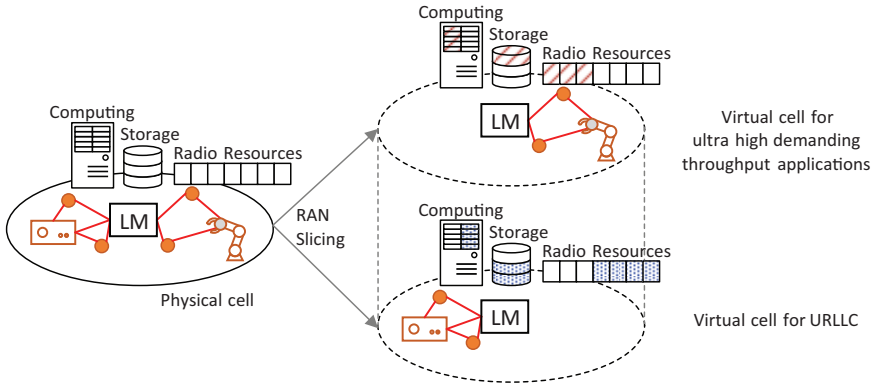 Computing
Storage
Radio Resources
LM
Physical cell
RAN
Slicing
Computing
Storage
Radio Resources
LM
Virtual cell for
ultra high demanding
throughput applications
Computing
Storage
Radio Resources
LM
Virtual cell for URLLC